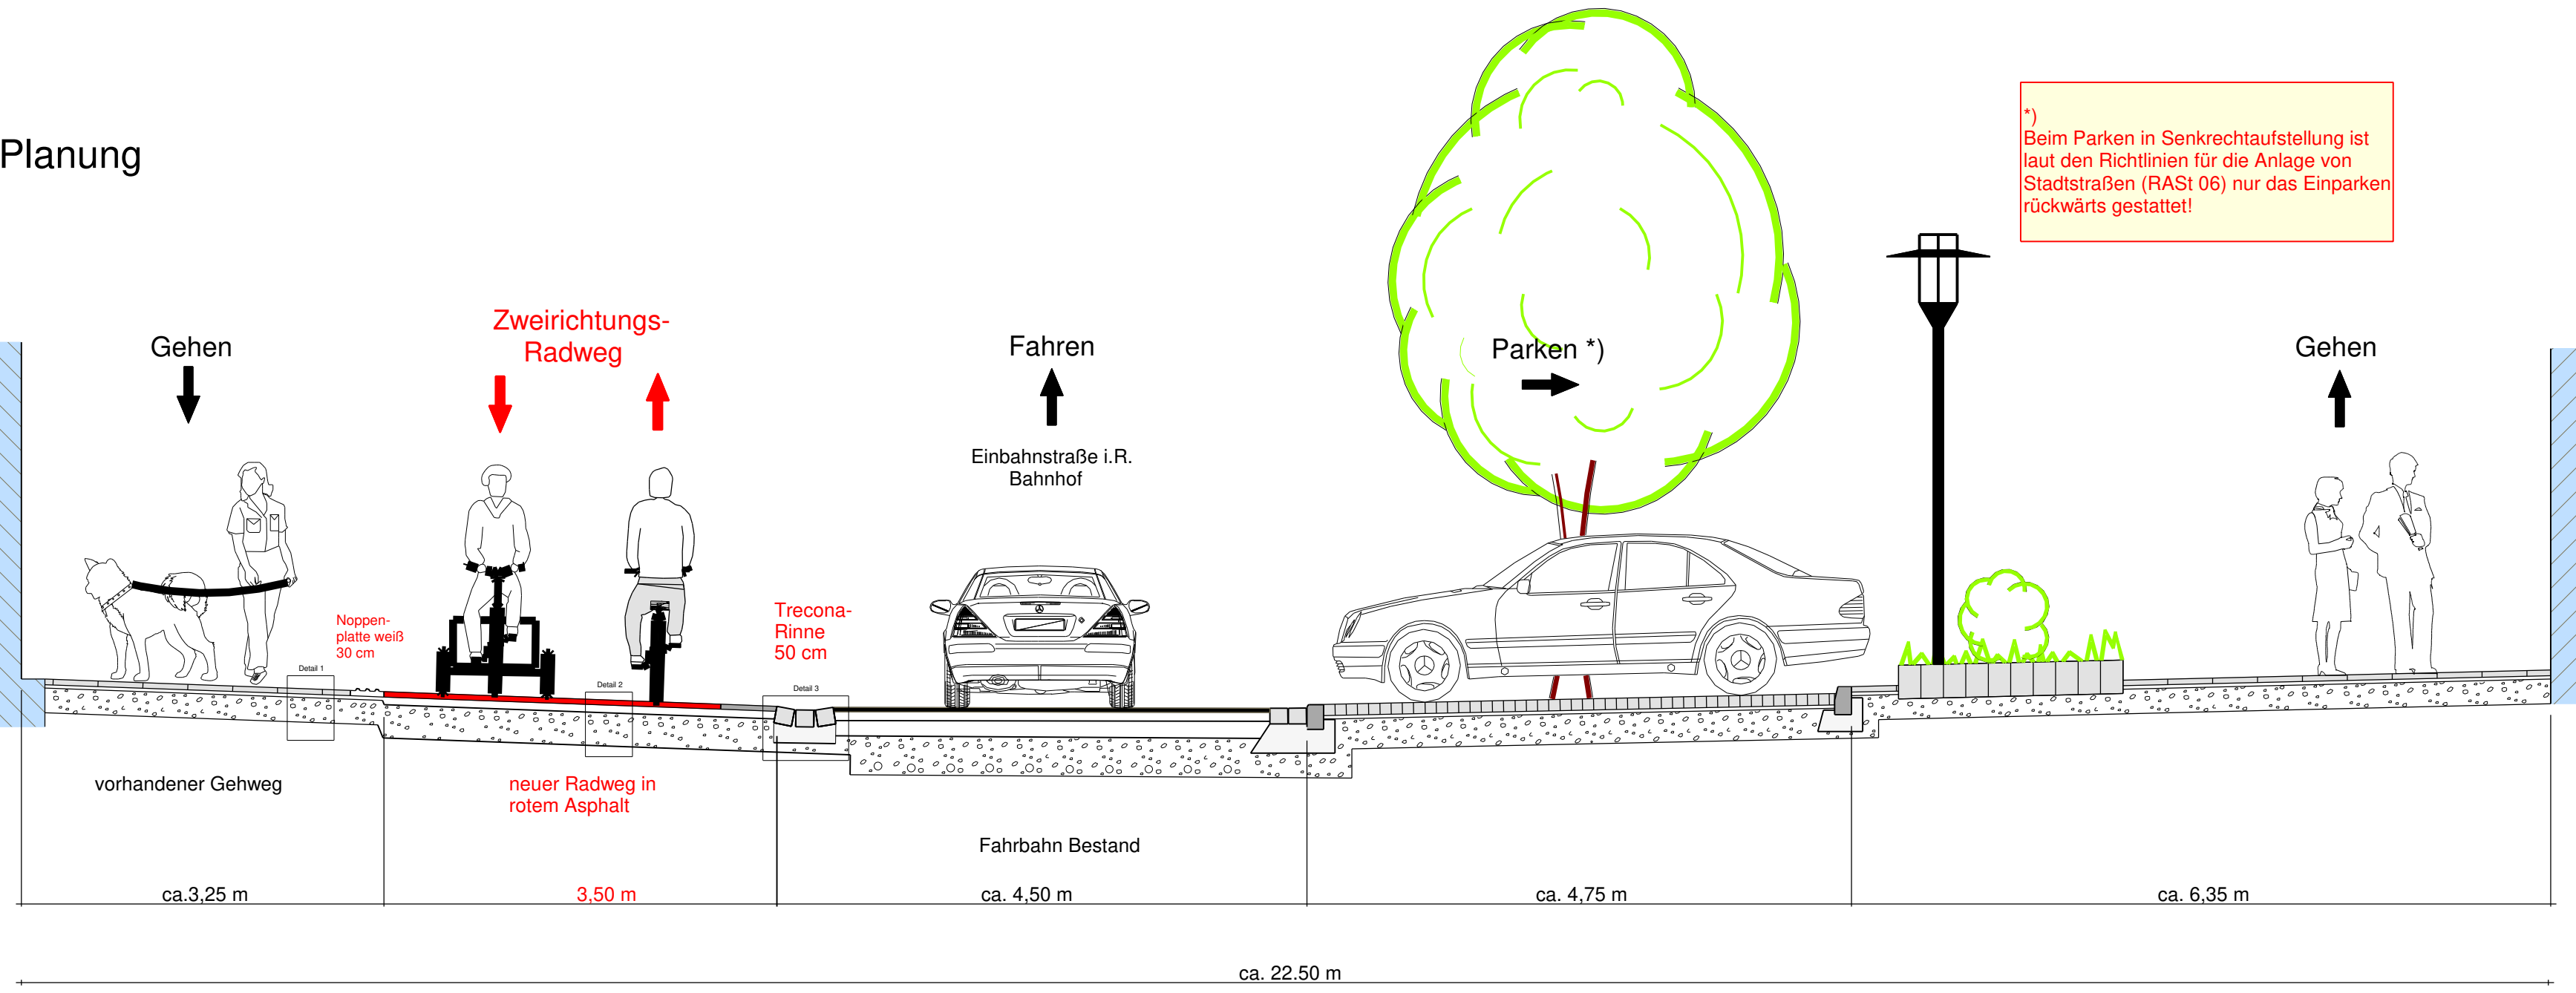 Planung
*)
Beim Parken in Senkrechtaufstellung ist
laut den Richtlinien für die Anlage von
Stadtstraßen (RASt 06) nur das Einparken
rückwärts gestattet!
Gehen
Zweirichtungs-
Radweg
Fahren
Parken *)
Gehen
Einbahnstraße i.R.
Bahnhof
Noppen-
platte weiß
30 cm
Trecona-
Rinne
50 cm
Detail 1
Detail 2
Detail 3
vorhandener Gehweg
neuer Radweg in
rotem Asphalt
Fahrbahn Bestand
ca.3,25 m
3,50 m
ca. 4,50 m
ca. 4,75 m
ca. 6,35 m
ca. 22.50 m